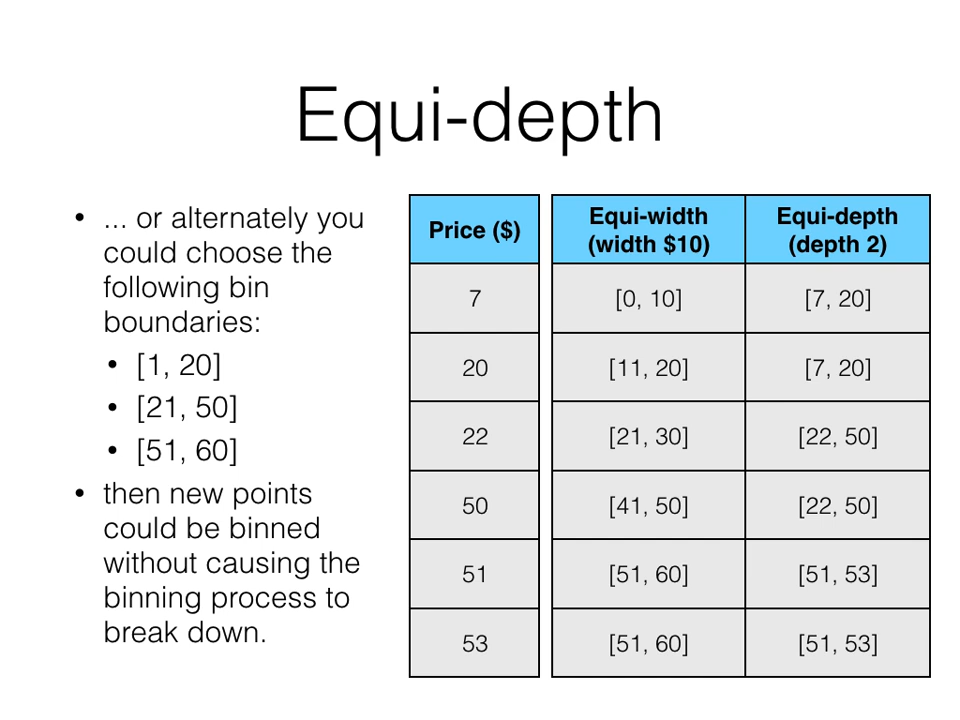 Equi-depth
• ... or alternately you
could choose the
following bin
boundaries:
• [1, 20]
• [21, 50]
• [51, 60]
• then new points
could be binned
without causing the
binning process to
break down.
Price ($) Equi-width (width $10) Equi-depth (depth 2)
7 [0, 10] [7, 20]
20 [11, 20] [7, 20]
22 [21, 30] [22, 50]
50 [41, 50] [22, 50]
51 [51, 60] [51, 53]
53 [51, 60] [51, 53]